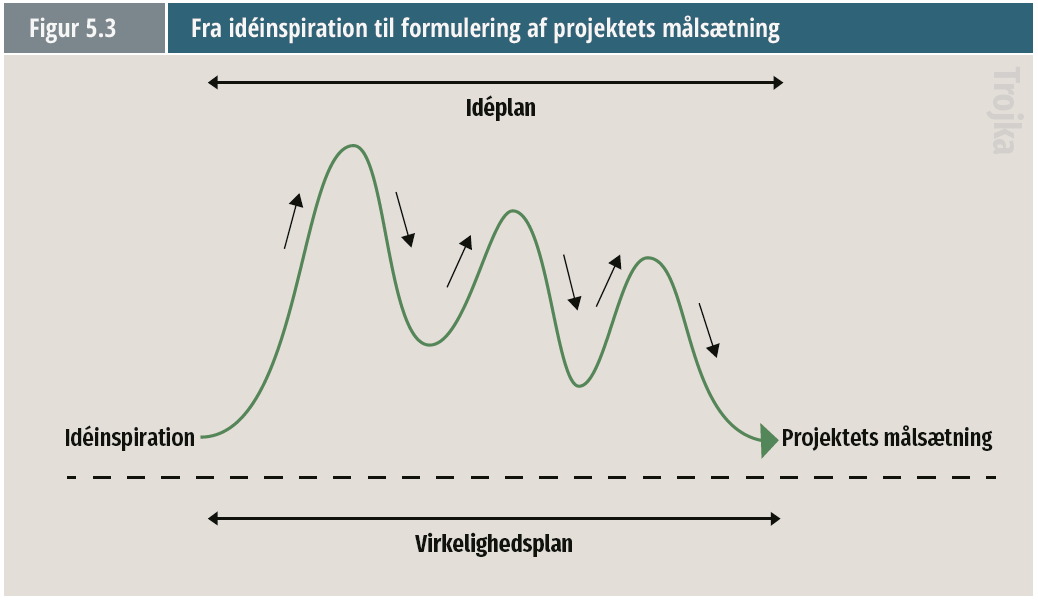 Figur 5.3
Fra idéinspiration til formulering af projektets målsætning
Trojka
Idéplan
Idéinspiration
Projektets målsætning
Virkelighedsplan